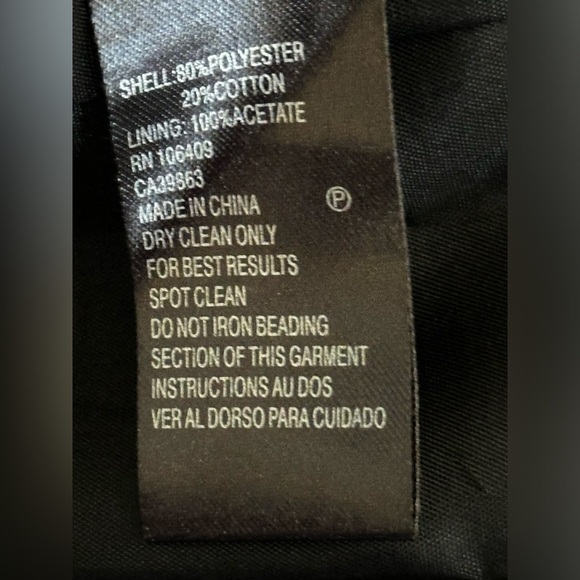 SHELL:80%POLYESTER
20%COTTON
LINING: 100%ACETATE
RN 106409
CA39863
MADE IN CHINA
Ⓟ
DRY CLEAN ONLY
FOR BEST RESULTS
SPOT CLEAN
DO NOT IRON BEADING
SECTION OF THIS GARMENT
INSTRUCTIONS AU DOS
VER AL DORSO PARA CUIDADO